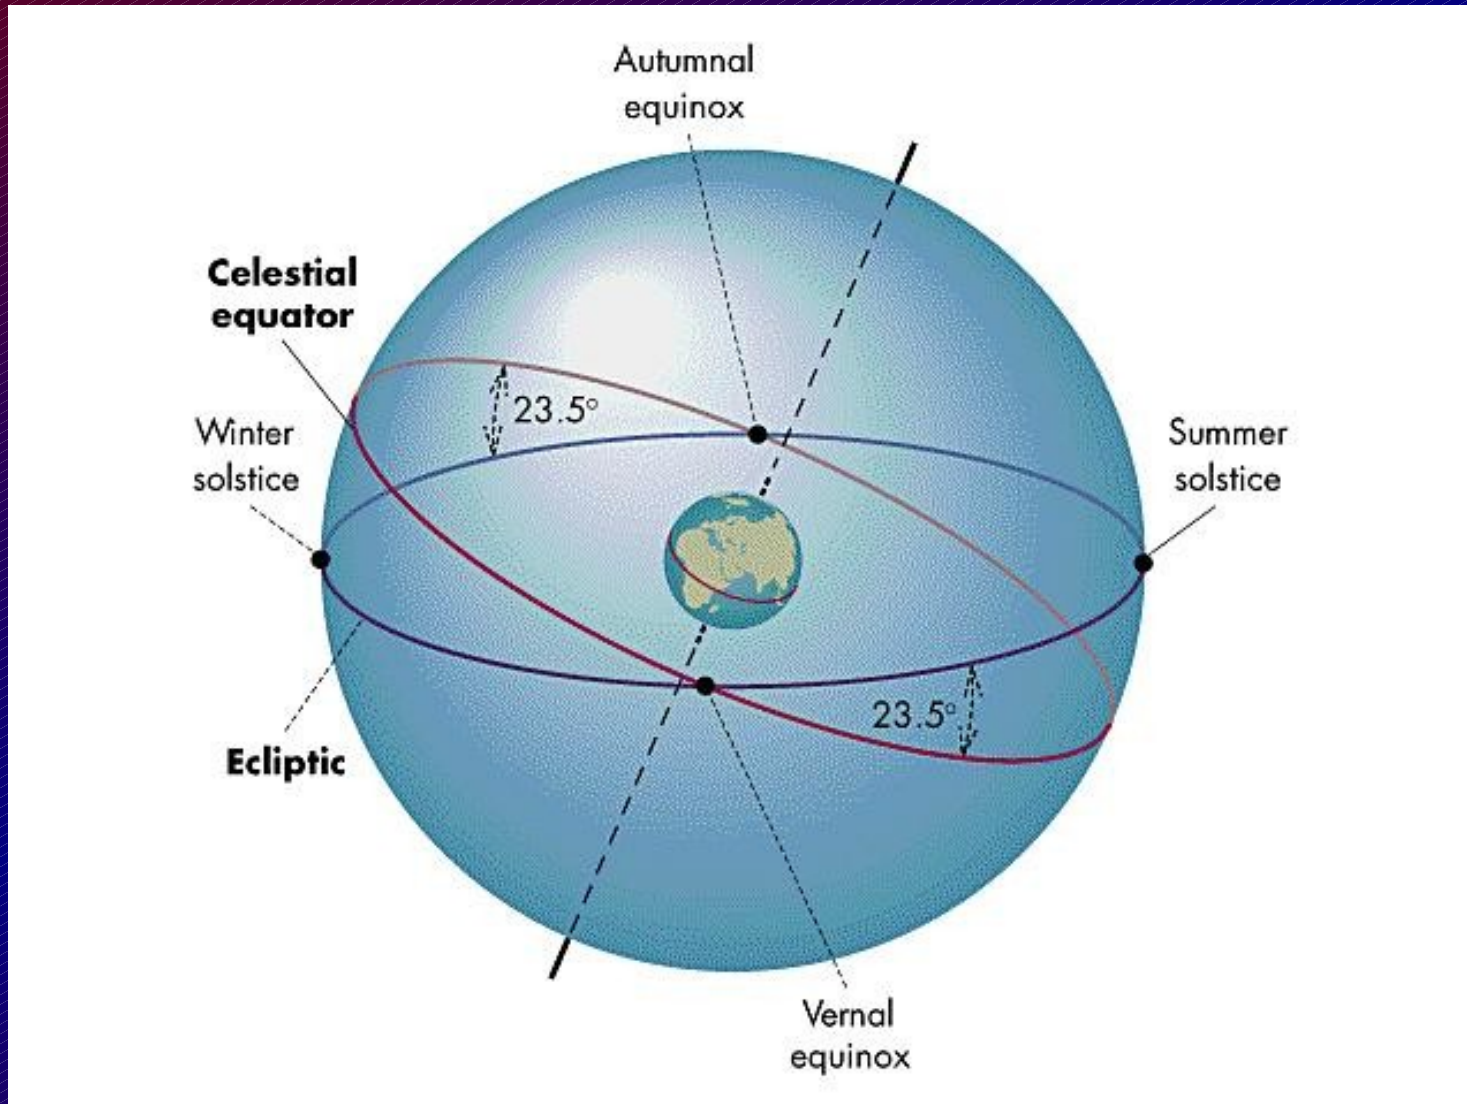 Autumnal
equinox
Celestial
equator
23.5°
Winter
solstice
Summer
solstice
23.5°
Ecliptic
Vernal
equinox